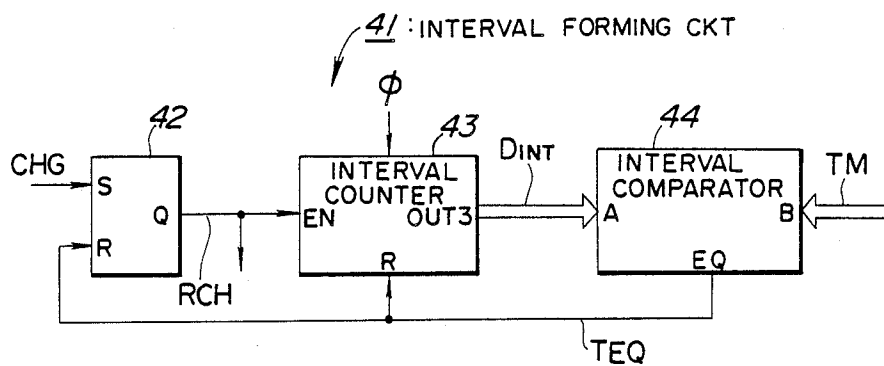 41 : INTERVAL FORMING CKT
φ
42
43
44
CHG
S
Q
R
RCH
INTERVAL
COUNTER
EN
OUT3
R
DINT
INTERVAL
COMPARATOR
A
B
EQ
TM
TEQ